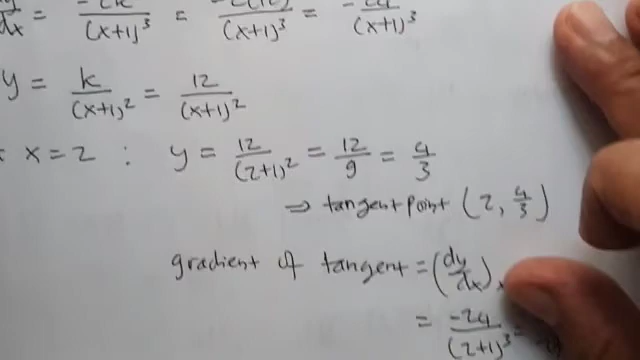 dy/dx = -2k/(x+1)³ = -2(12)/(x+1)³ = -24/(x+1)³
y = k/(x+1)² = 12/(x+1)²
x = 2 : y = 12/(2+1)² = 12/9 = 4/3
⇒ tangent point (2, 4/3)
gradient of tangent = (dy/dx)
= -24/(2+1)³ =